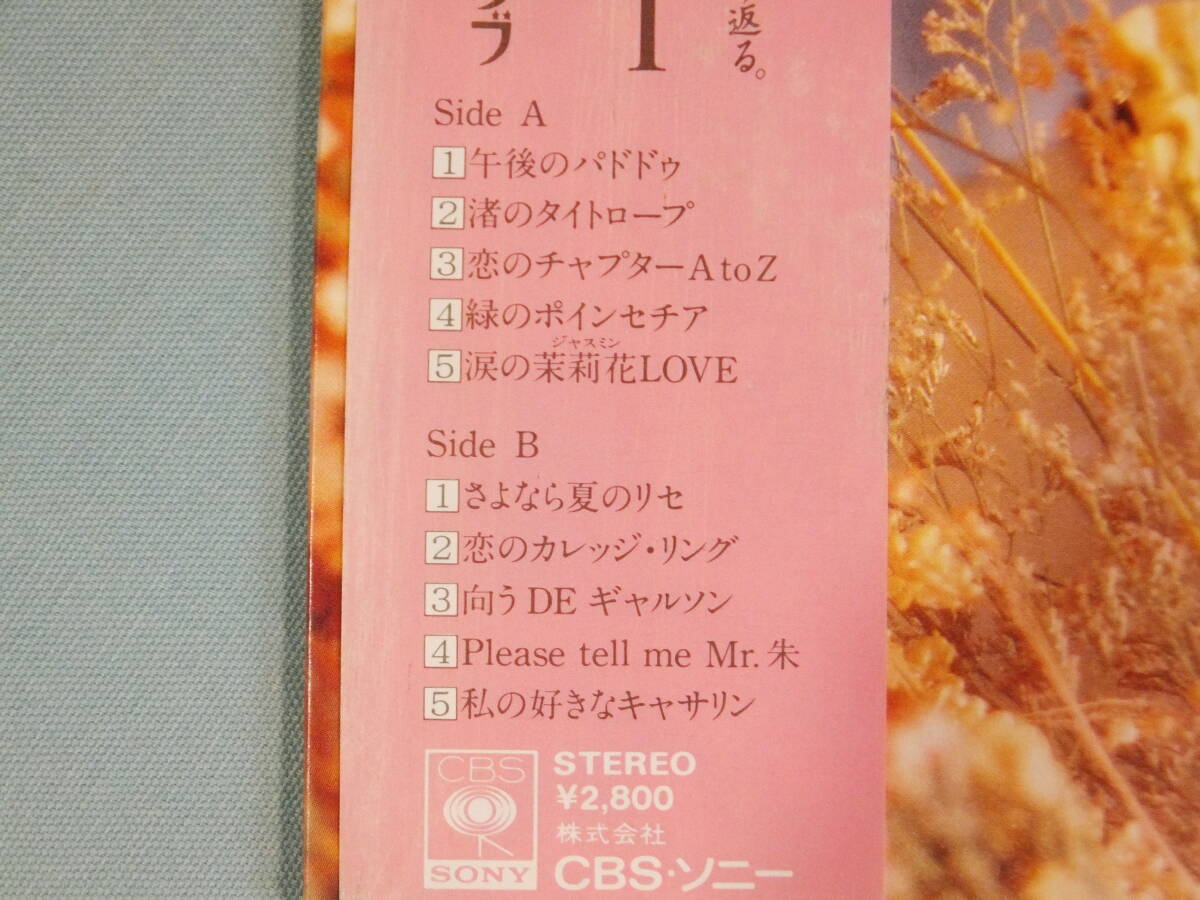 ブ
I
返る。
Side A
1 午後のパドドゥ
2 渚のタイトロープ
3 恋のチャプターA to Z
4 緑のポインセチア
ジャスミン
5 涙の茉莉花LOVE
Side B
1 さよなら夏のリセ
2 恋のカレッジ・リング
3 向う DE ギャルソン
4 Please tell me Mr. 朱
5 私の好きなキャサリン
CBS
SONY
STEREO
¥2,800
株式会社
CBS・ソニー